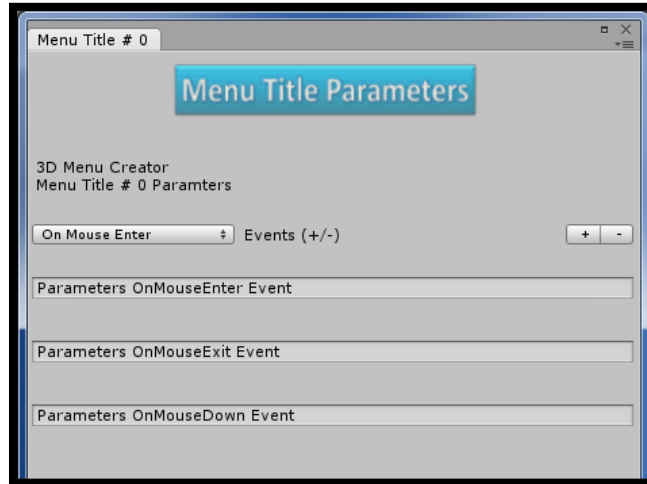 Menu Title # 0
Menu Title Parameters
3D Menu Creator
Menu Title # 0 Paramters
On Mouse Enter Events (+/-) + -
Parameters OnMouseEnter Event
Parameters OnMouseExit Event
Parameters OnMouseDown Event